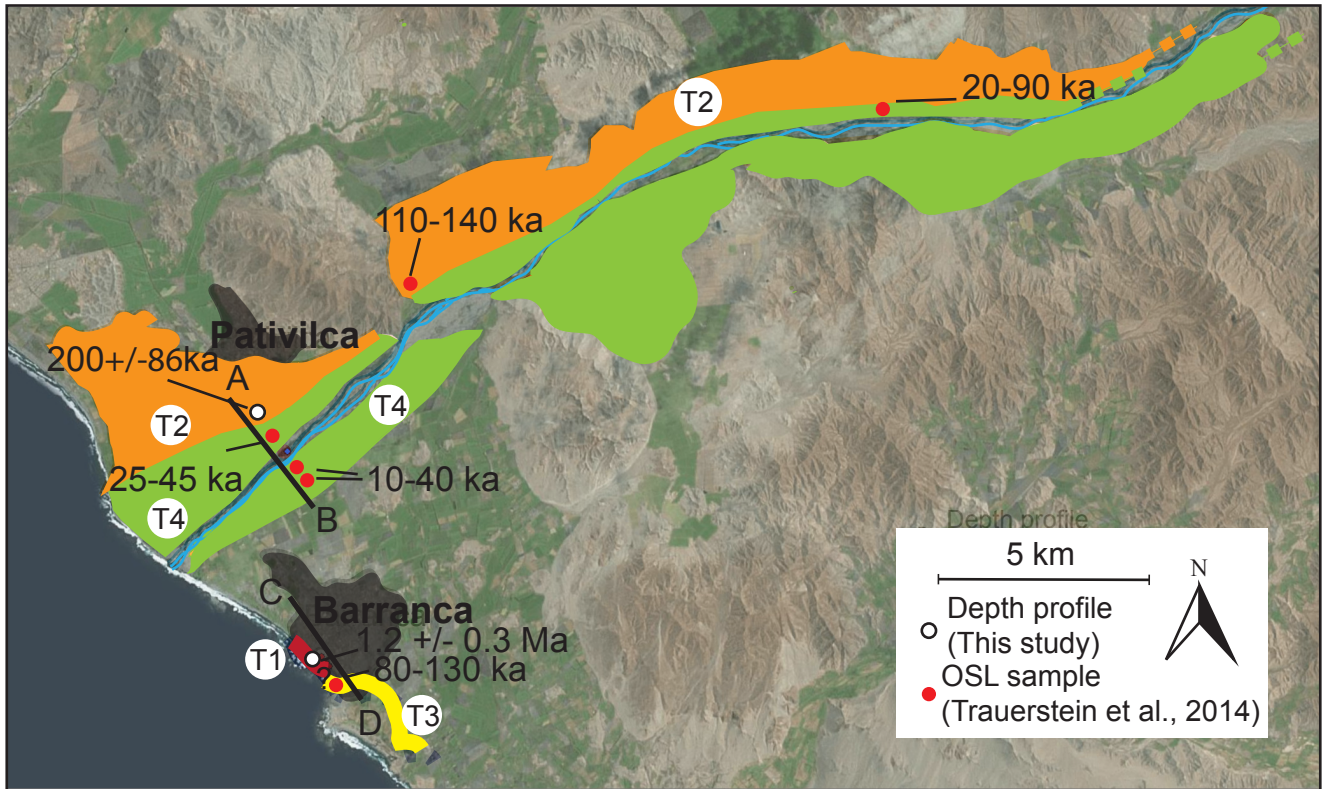 T2
20-90 ka
110-140 ka
Pativilca
200+/-86ka
A
T2
T4
25-45 ka
10-40 ka
T4
B
C
Barranca
1.2 +/- 0.3 Ma
T1
80-130 ka
?
D
T3
Depth profile
5 km
N
Depth profile
(This study)
OSL sample
(Trauerstein et al., 2014)